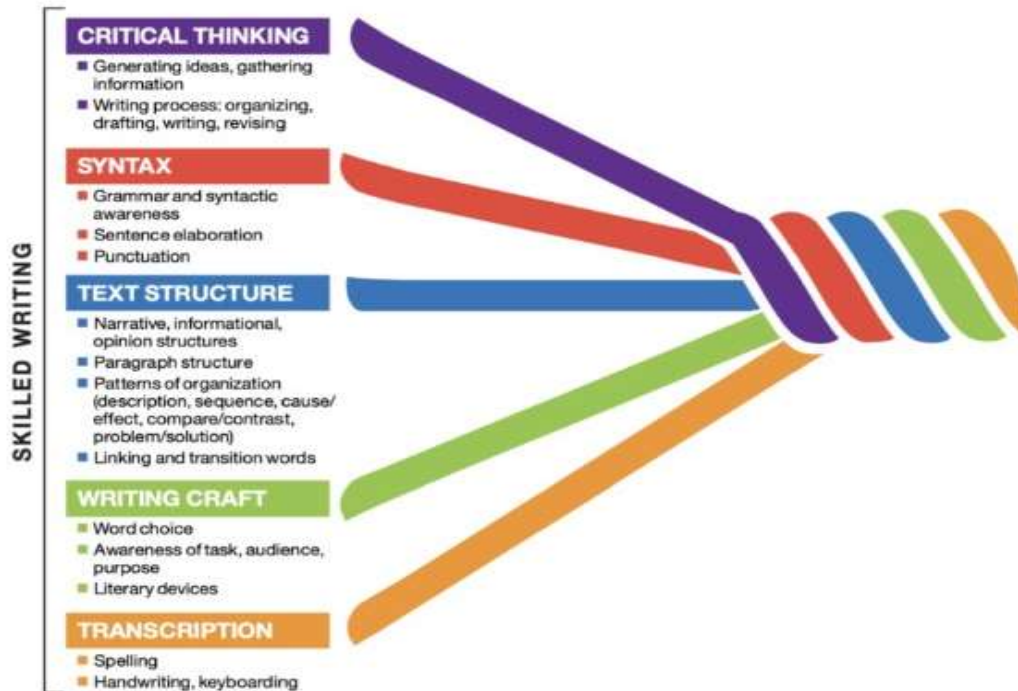 SKILLED WRITING
CRITICAL THINKING
Generating ideas, gathering
information
Writing process: organizing,
drafting, writing, revising
SYNTAX
Grammar and syntactic
awareness
Sentence elaboration
Punctuation
TEXT STRUCTURE
Narrative, informational,
opinion structures
Paragraph structure
Patterns of organization
(description, sequence, cause/
effect, compare/contrast,
problem/solution)
Linking and transition words
WRITING CRAFT
Word choice
Awareness of task, audience,
purpose
Literary devices
TRANSCRIPTION
Spelling
Handwriting, keyboarding